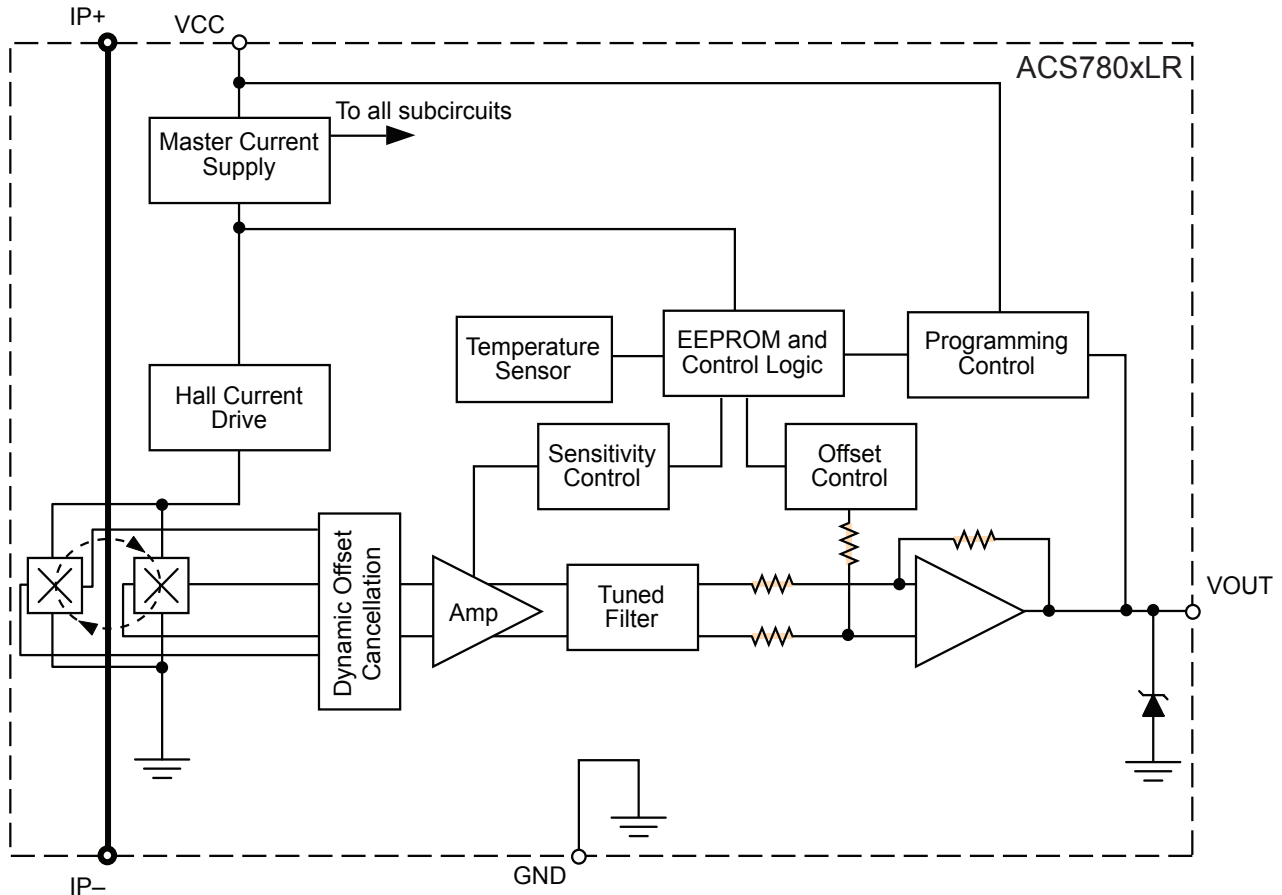 IP+
VCC
ACS780xLR
To all subcircuits
Master Current
Supply
Temperature
Sensor
EEPROM and
Control Logic
Programming
Control
Hall Current
Drive
Sensitivity
Control
Offset
Control
Dynamic Offset
Cancellation
Amp
Tuned
Filter
VOUT
GND
IP–